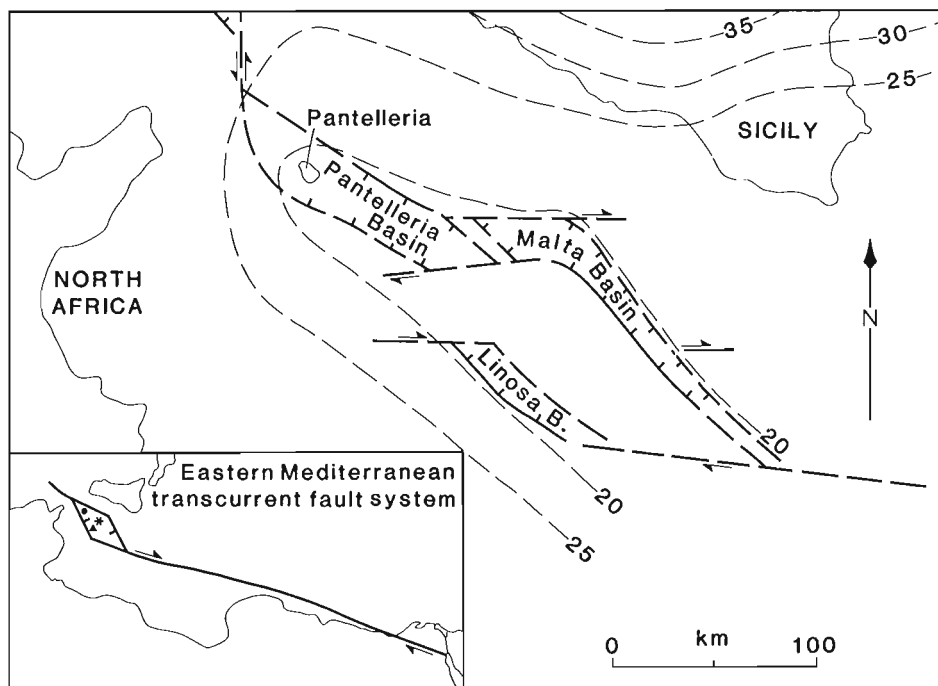 35
30
25
SICILY
Pantelleria
Pantelleria
Basin
Malta
Basin
NORTH
AFRICA
N
Linosa B.
20
20
25
Eastern Mediterranean
transcurrent fault system
0 km 100